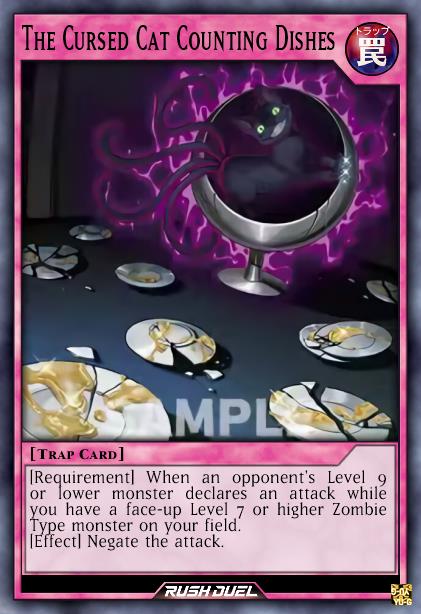 THE CURSED CAT COUNTING DISHES
トラップ
罠
SAMPLE
[TRAP CARD]
[Requirement] When an opponent's Level 9
or lower monster declares an attack while
you have a face-up Level 7 or higher Zombie
Type monster on your field.
[Effect] Negate the attack.
RUSH DUEL